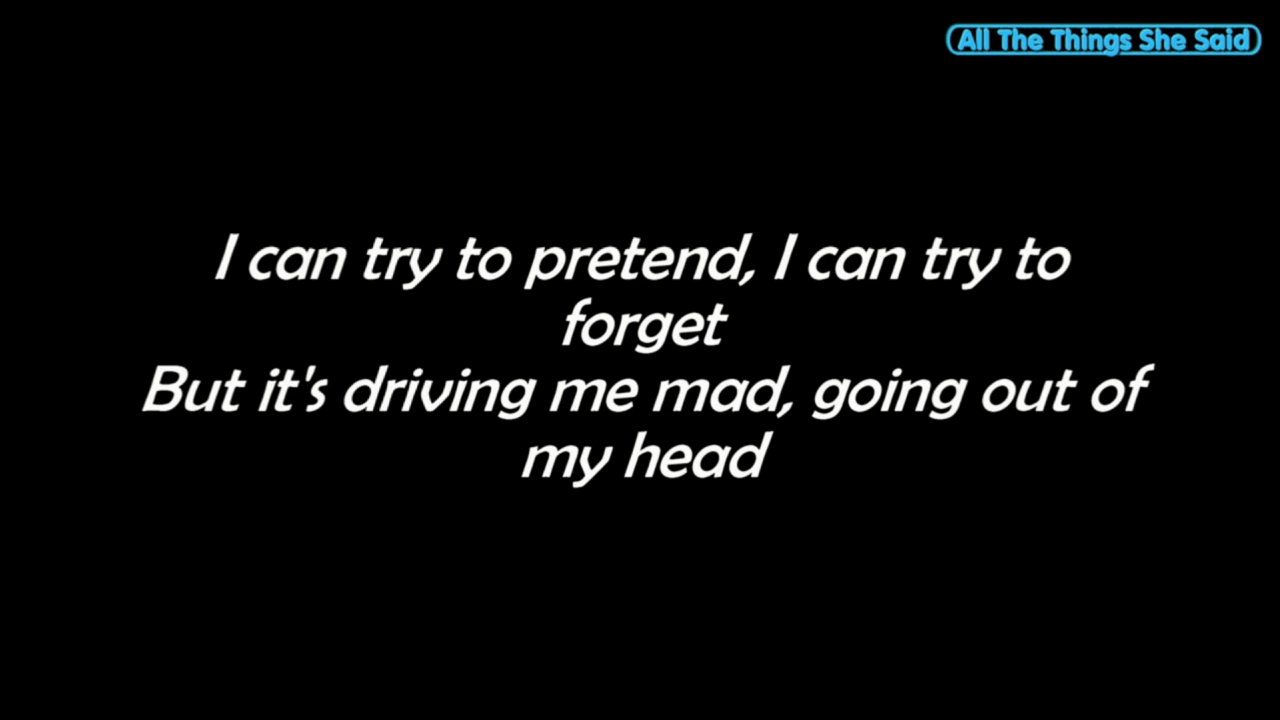 All The Things She Said
I can try to pretend, I can try to
forget
But it's driving me mad, going out of
my head